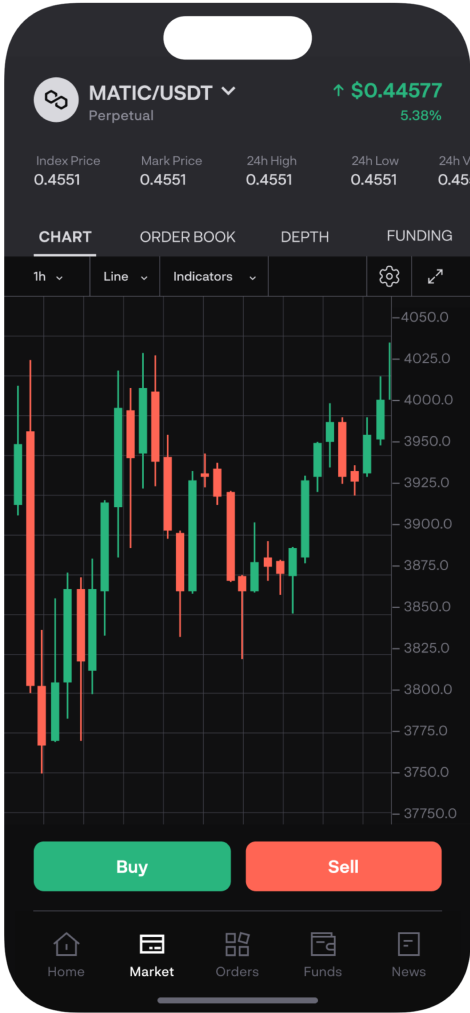 MATIC/USDT
Perpetual
$0.44577
5.38%
Index Price
0.4551
Mark Price
0.4551
24h High
0.4551
24h Low
0.4551
24h V
0.45
CHART
ORDER BOOK
DEPTH
FUNDING
1h
Line
Indicators
4050.0
4025.0
4000.0
3950.0
3925.0
3900.0
3875.0
3850.0
3825.0
3800.0
3775.0
3750.0
37750.0
Buy
Sell
Home
Market
Orders
Funds
News